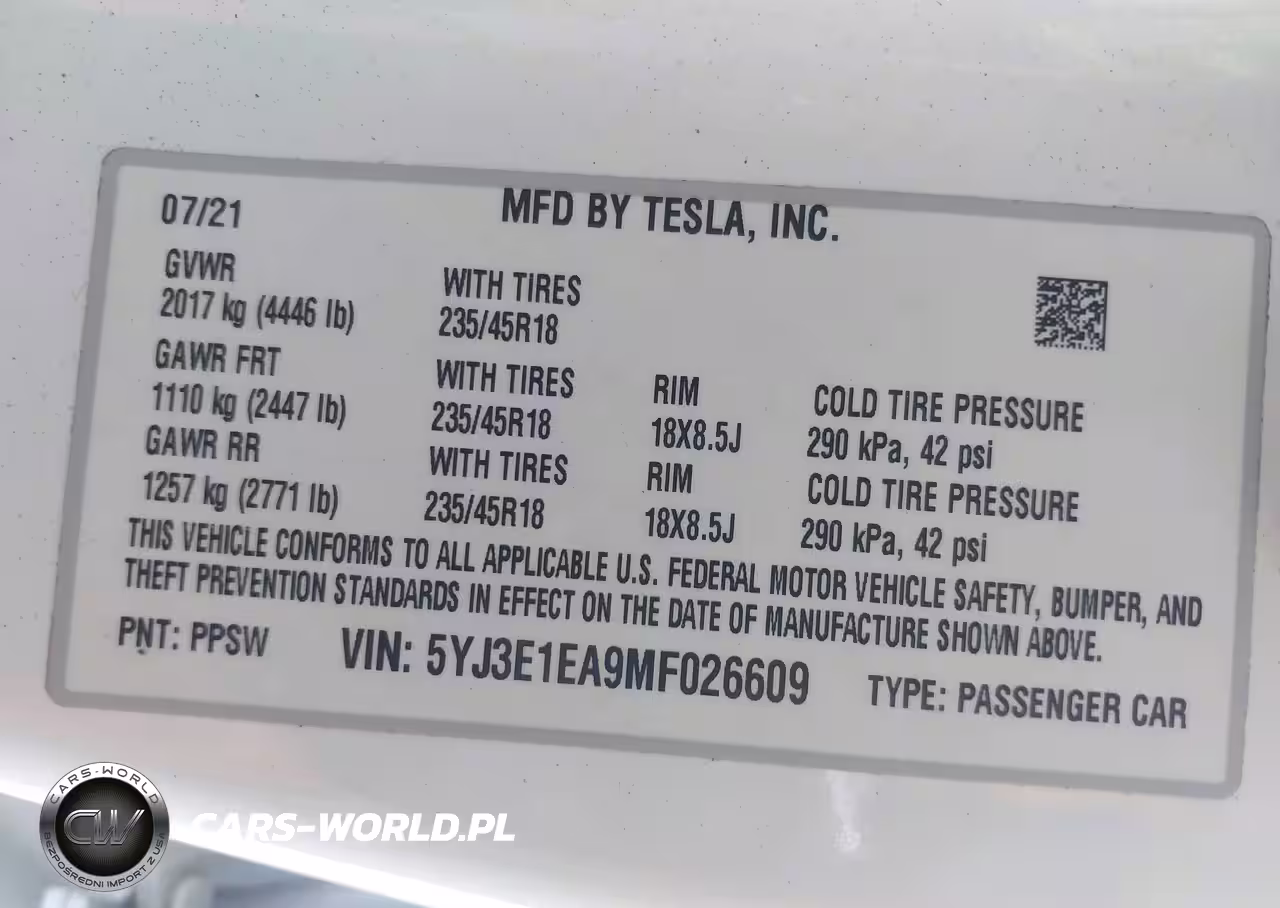 07/21 MFD BY TESLA, INC.
GVWR WITH TIRES
2017 kg (4446 lb) 235/45R18
GAWR FRT WITH TIRES RIM COLD TIRE PRESSURE
1110 kg (2447 lb) 235/45R18 18X8.5J 290 kPa, 42 psi
GAWR RR WITH TIRES RIM COLD TIRE PRESSURE
1257 kg (2771 lb) 235/45R18 18X8.5J 290 kPa, 42 psi
THIS VEHICLE CONFORMS TO ALL APPLICABLE U.S. FEDERAL MOTOR VEHICLE SAFETY, BUMPER, AND
THEFT PREVENTION STANDARDS IN EFFECT ON THE DATE OF MANUFACTURE SHOWN ABOVE.
PNT: PPSW VIN: 5YJ3E1EA9MF026609 TYPE: PASSENGER CAR
CARS-WORLD
CW
BEZPOŚREDNI IMPORT Z USA
CARS-WORLD.PL